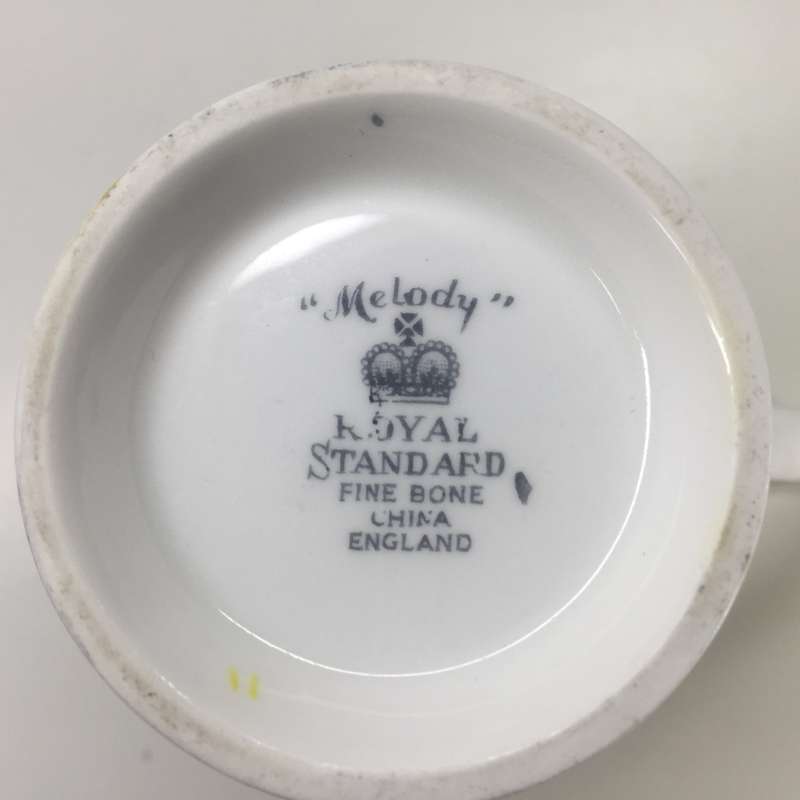 "Melody"
ROYAL
STANDARD
FINE BONE
CHINA
ENGLAND